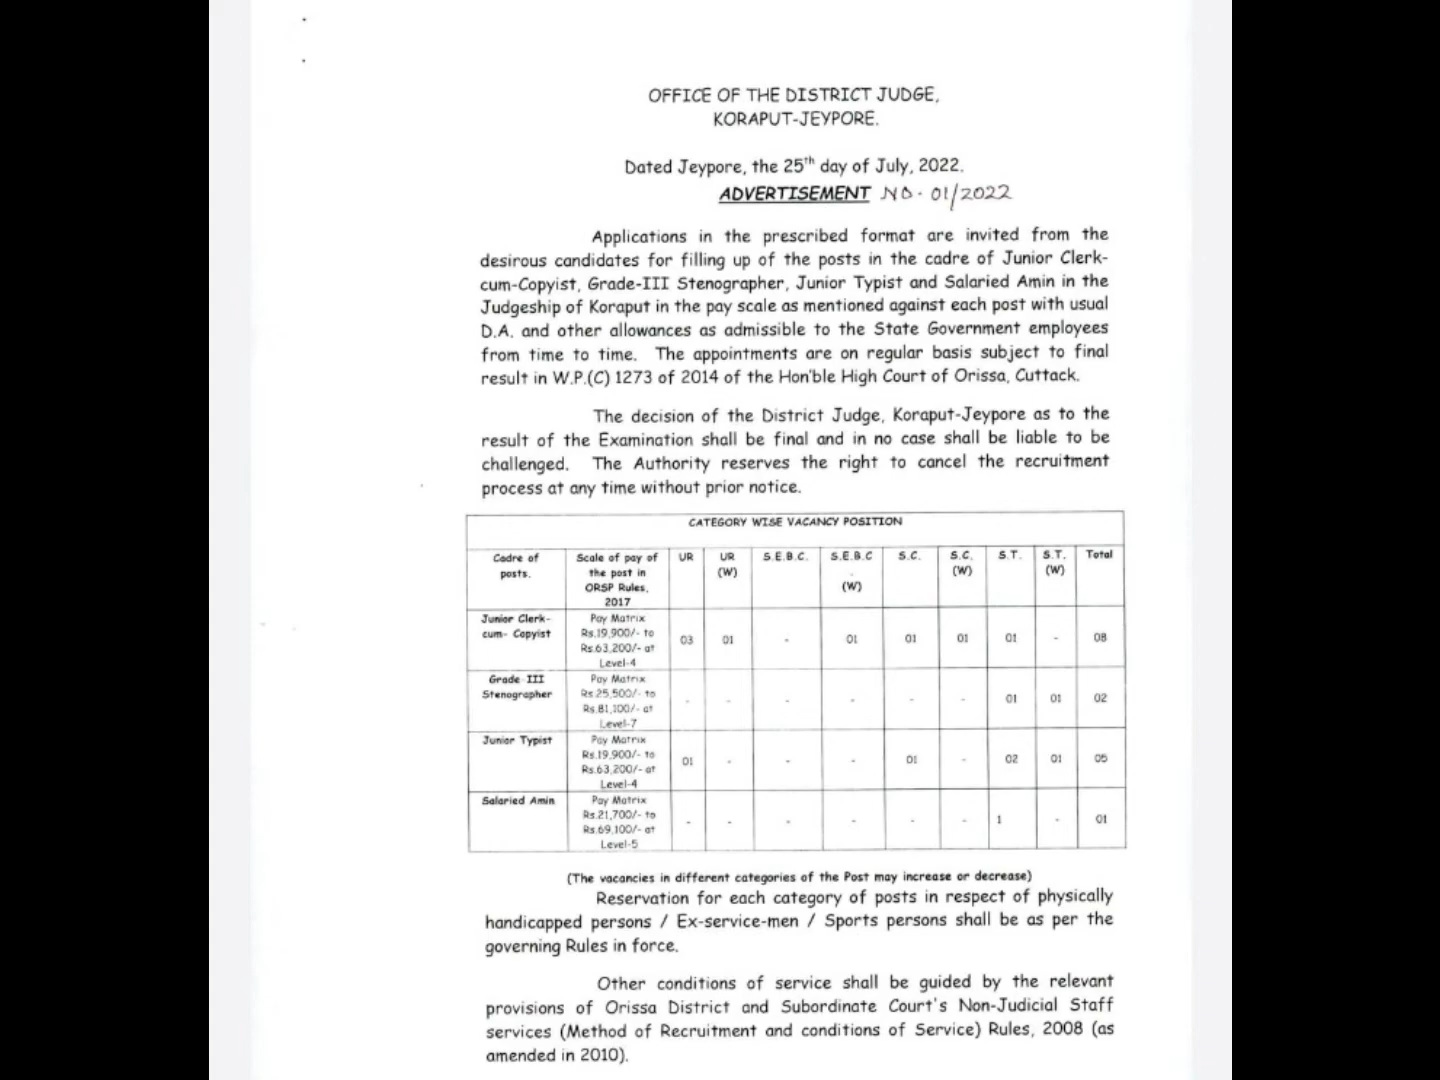 OFFICE OF THE DISTRICT JUDGE,
KORAPUT-JEYPORE.
Dated Jeypore, the 25th day of July, 2022.
ADVERTISEMENT NO. 01/2022
Applications in the prescribed format are invited from the
desirous candidates for filling up of the posts in the cadre of Junior Clerk-
cum-Copyist, Grade-III Stenographer, Junior Typist and Salaried Amin in the
Judgeship of Koraput in the pay scale as mentioned against each post with usual
D.A. and other allowances as admissible to the State Government employees
from time to time. The appointments are on regular basis subject to final
result in W.P.(C) 1273 of 2014 of the Hon'ble High Court of Orissa, Cuttack.
The decision of the District Judge, Koraput-Jeypore as to the
result of the Examination shall be final and in no case shall be liable to be
challenged. The Authority reserves the right to cancel the recruitment
process at any time without prior notice.
CATEGORY WISE VACANCY POSITION
Cadre of posts. Scale of pay of the post in ORSP Rules, 2017 UR UR (W) S.E.B.C. S.E.B.C. (W) S.C. S.C. (W) S.T. S.T. (W) Total
Junior Clerk-cum- Copyist Pay Matrix Rs.19,900/- to Rs.63,200/- at Level-4 03 01 - 01 01 01 01 - 08
Grade III Stenographer Pay Matrix Rs.25,500/- to Rs.81,100/- at Level-7 - - - - - - 01 01 02
Junior Typist Pay Matrix Rs.19,900/- to Rs.63,200/- at Level-4 01 - - - 01 - 02 01 05
Salaried Amin Pay Matrix Rs.21,700/- to Rs.69,100/- at Level-5 - - - - - - 1 - 01
(The vacancies in different categories of the Post may increase or decrease)
Reservation for each category of posts in respect of physically
handicapped persons / Ex-service-men / Sports persons shall be as per the
governing Rules in force.
Other conditions of service shall be guided by the relevant
provisions of Orissa District and Subordinate Court's Non-Judicial Staff
services (Method of Recruitment and conditions of Service) Rules, 2008 (as
amended in 2010).